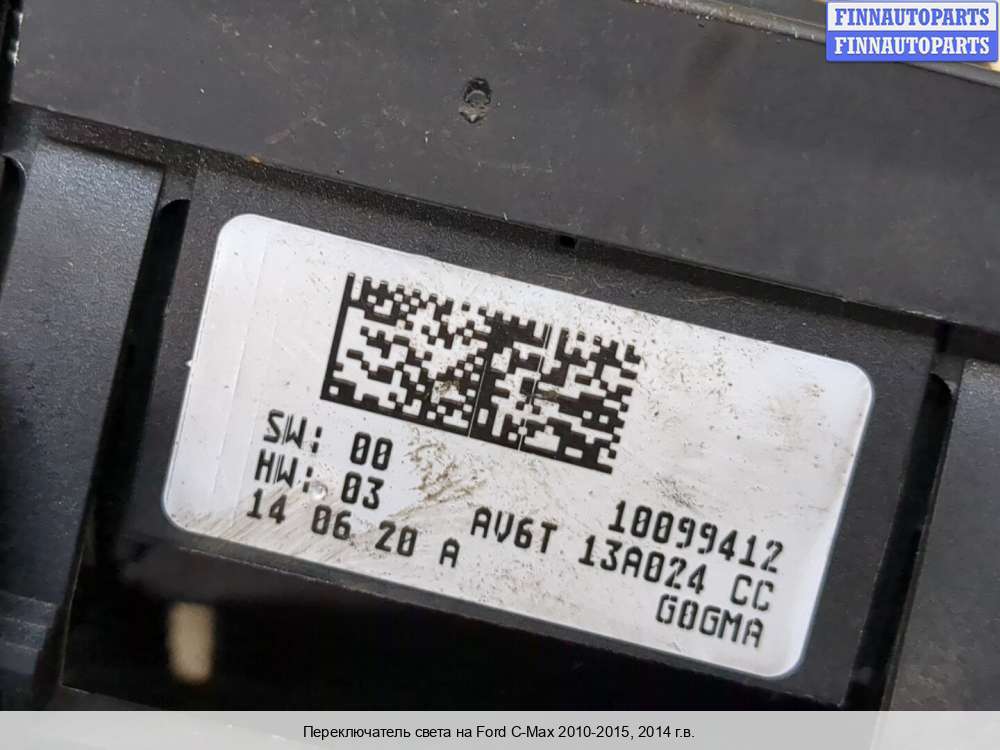 FINNAUTOPARTS
FINNAUTOPARTS
SW: 00
HW: 03
14 06 20 A
10099412
AV6T 13A024 CC
G0GMA
Переключатель света на Ford C-Max 2010-2015, 2014 г.в.